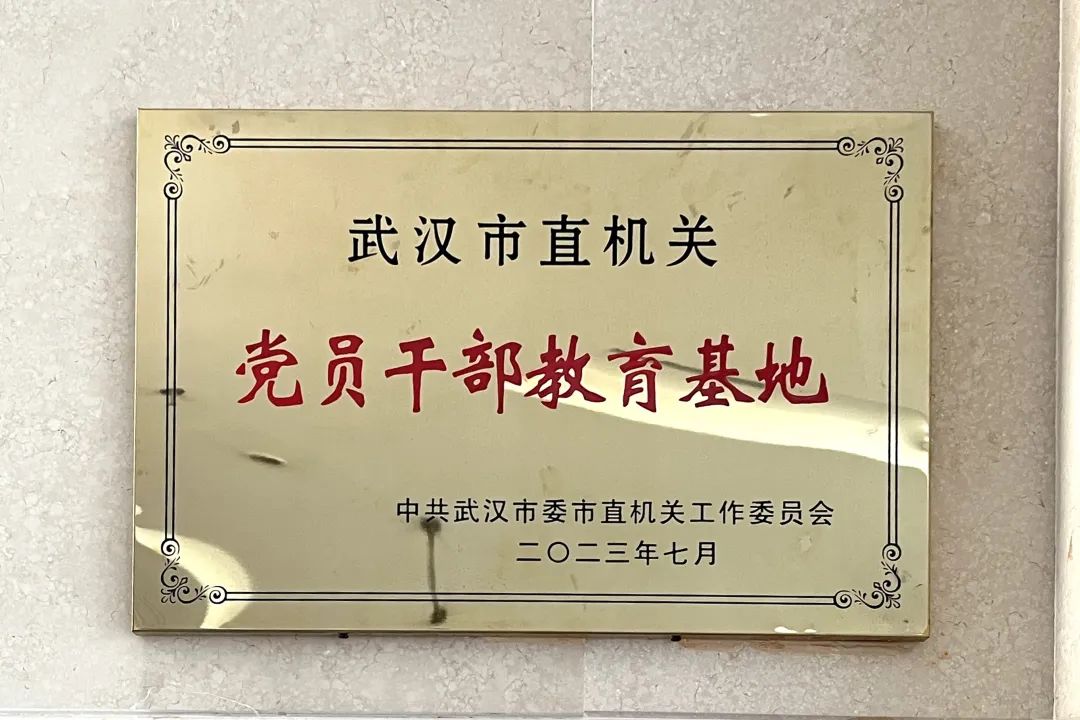 武汉市直机关
党员干部教育基地
中共武汉市委市直机关工作委员会
二〇二三年七月